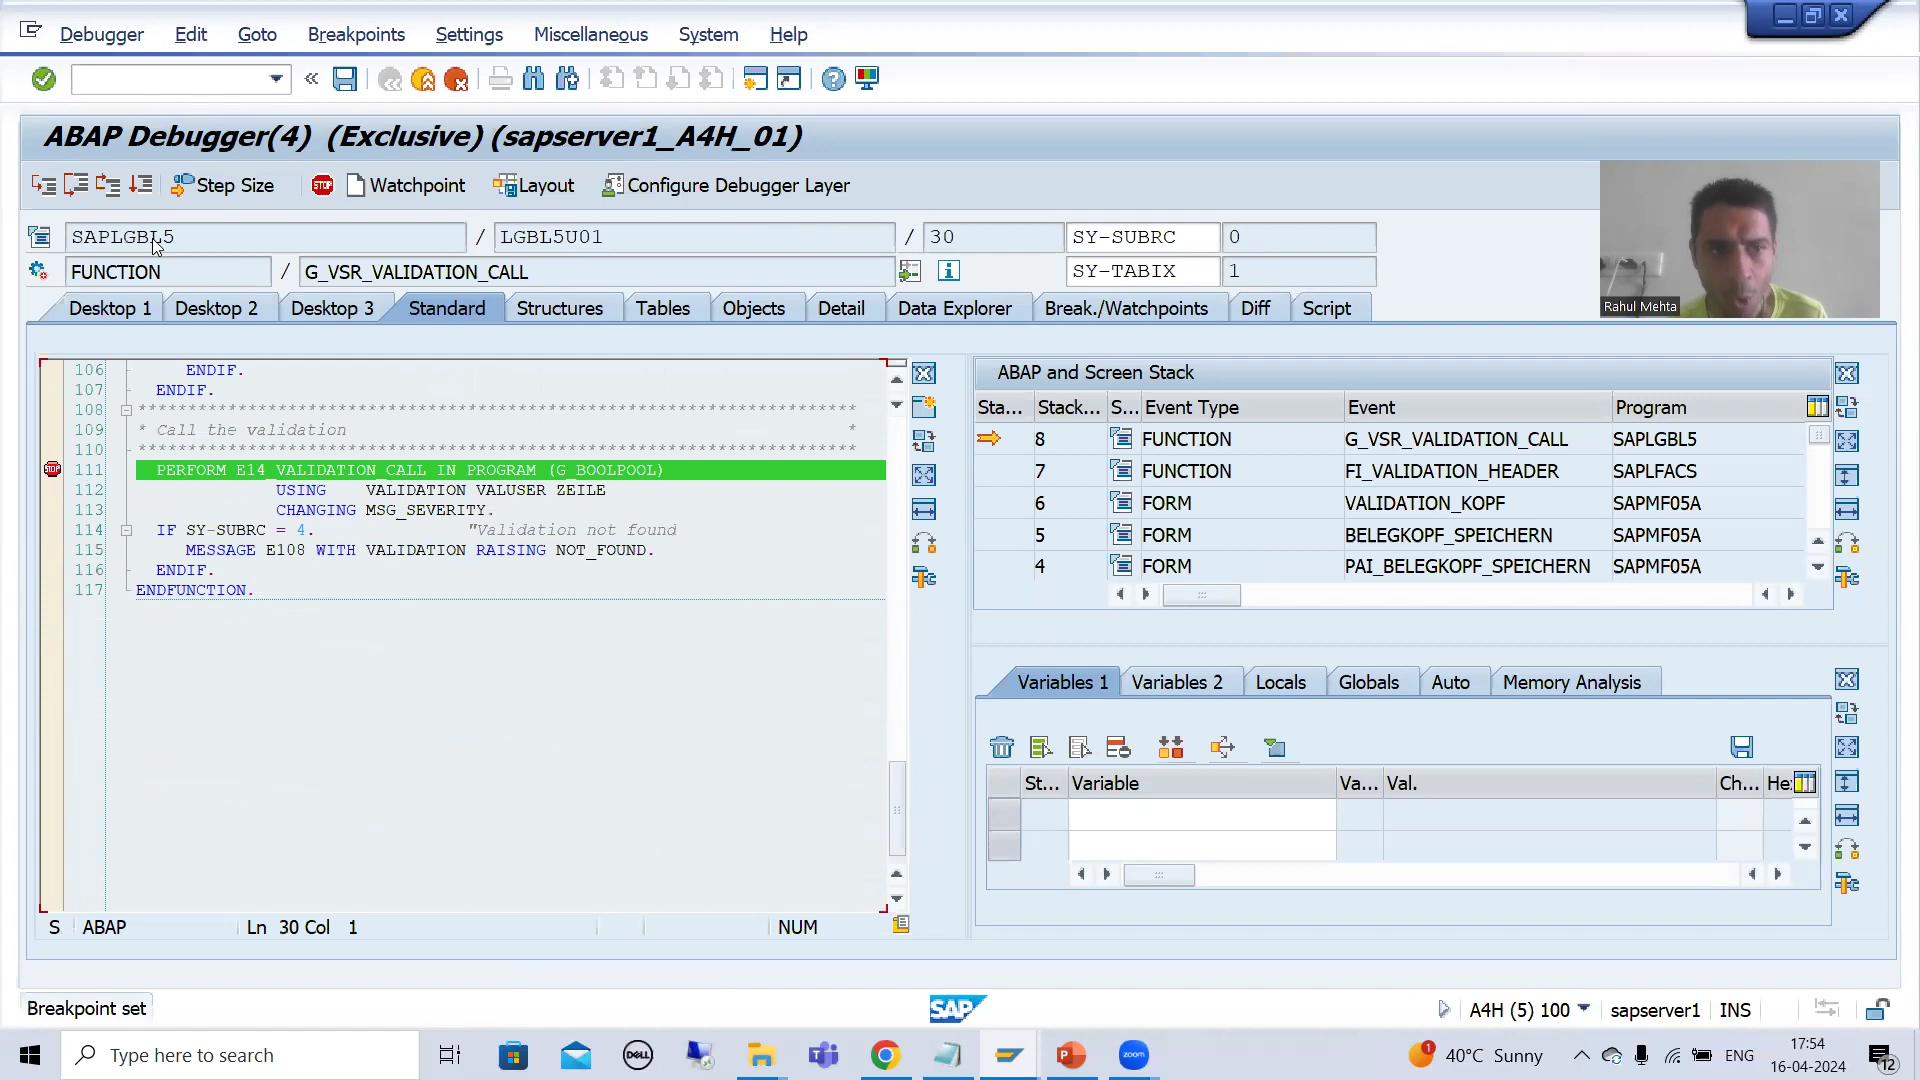 Debugger Edit Goto Breakpoints Settings Miscellaneous System Help
ABAP Debugger(4) (Exclusive) (sapserver1_A4H_01)
Step Size STOP Watchpoint Layout Configure Debugger Layer
SAPLGBL5 / LGBL5U01 / 30 SY-SUBRC 0
FUNCTION / G_VSR_VALIDATION_CALL SY-TABIX 1
Rahul Mehta
Desktop 1 Desktop 2 Desktop 3 Standard Structures Tables Objects Detail Data Explorer Break./Watchpoints Diff Script
106 ENDIF.
107 ENDIF.
108 ************************************************************************
109 * Call the validation *
110 ************************************************************************
111 PERFORM E14_VALIDATION_CALL IN PROGRAM (G_BOOLPOOL)
112 USING VALIDATION VALUSER ZEILE
113 CHANGING MSG_SEVERITY.
114 IF SY-SUBRC = 4. "Validation not found
115 MESSAGE E108 WITH VALIDATION RAISING NOT_FOUND.
116 ENDIF.
117 ENDFUNCTION.
S ABAP Ln 30 Col 1 NUM
ABAP and Screen Stack
Sta... Stack... S... Event Type Event Program
8 FUNCTION G_VSR_VALIDATION_CALL SAPLGBL5
7 FUNCTION FI_VALIDATION_HEADER SAPLFACS
6 FORM VALIDATION_KOPF SAPMF05A
5 FORM BELEGKOPF_SPEICHERN SAPMF05A
4 FORM PAI_BELEGKOPF_SPEICHERN SAPMF05A
Variables 1 Variables 2 Locals Globals Auto Memory Analysis
St... Variable Va... Val. Ch... He
Breakpoint set SAP A4H (5) 100 sapserver1 INS
Type here to search DELL zoom 1 40°C Sunny ENG 17:54
16-04-2024 12